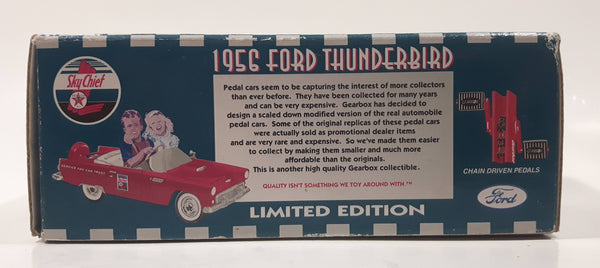 1956 FORD THUNDERBIRD
Sky Chief
Pedal cars seem to be capturing the interest of more collectors
than ever before. They have been collected for many years
and can be very expensive. Gearbox has decided to
design a scaled down modified version of the real automobile
pedal cars. Some of the original replicas of these pedal cars
were actually sold as promotional dealer items
and are very rare and expensive. So we've made them easier
to collect by making them smaller and much more
affordable than the originals.
This is another high quality Gearbox collectible.
QUALITY ISN'T SOMETHING WE TOY AROUND WITH.™
LIMITED EDITION
CHAIN DRIVEN PEDALS
Ford